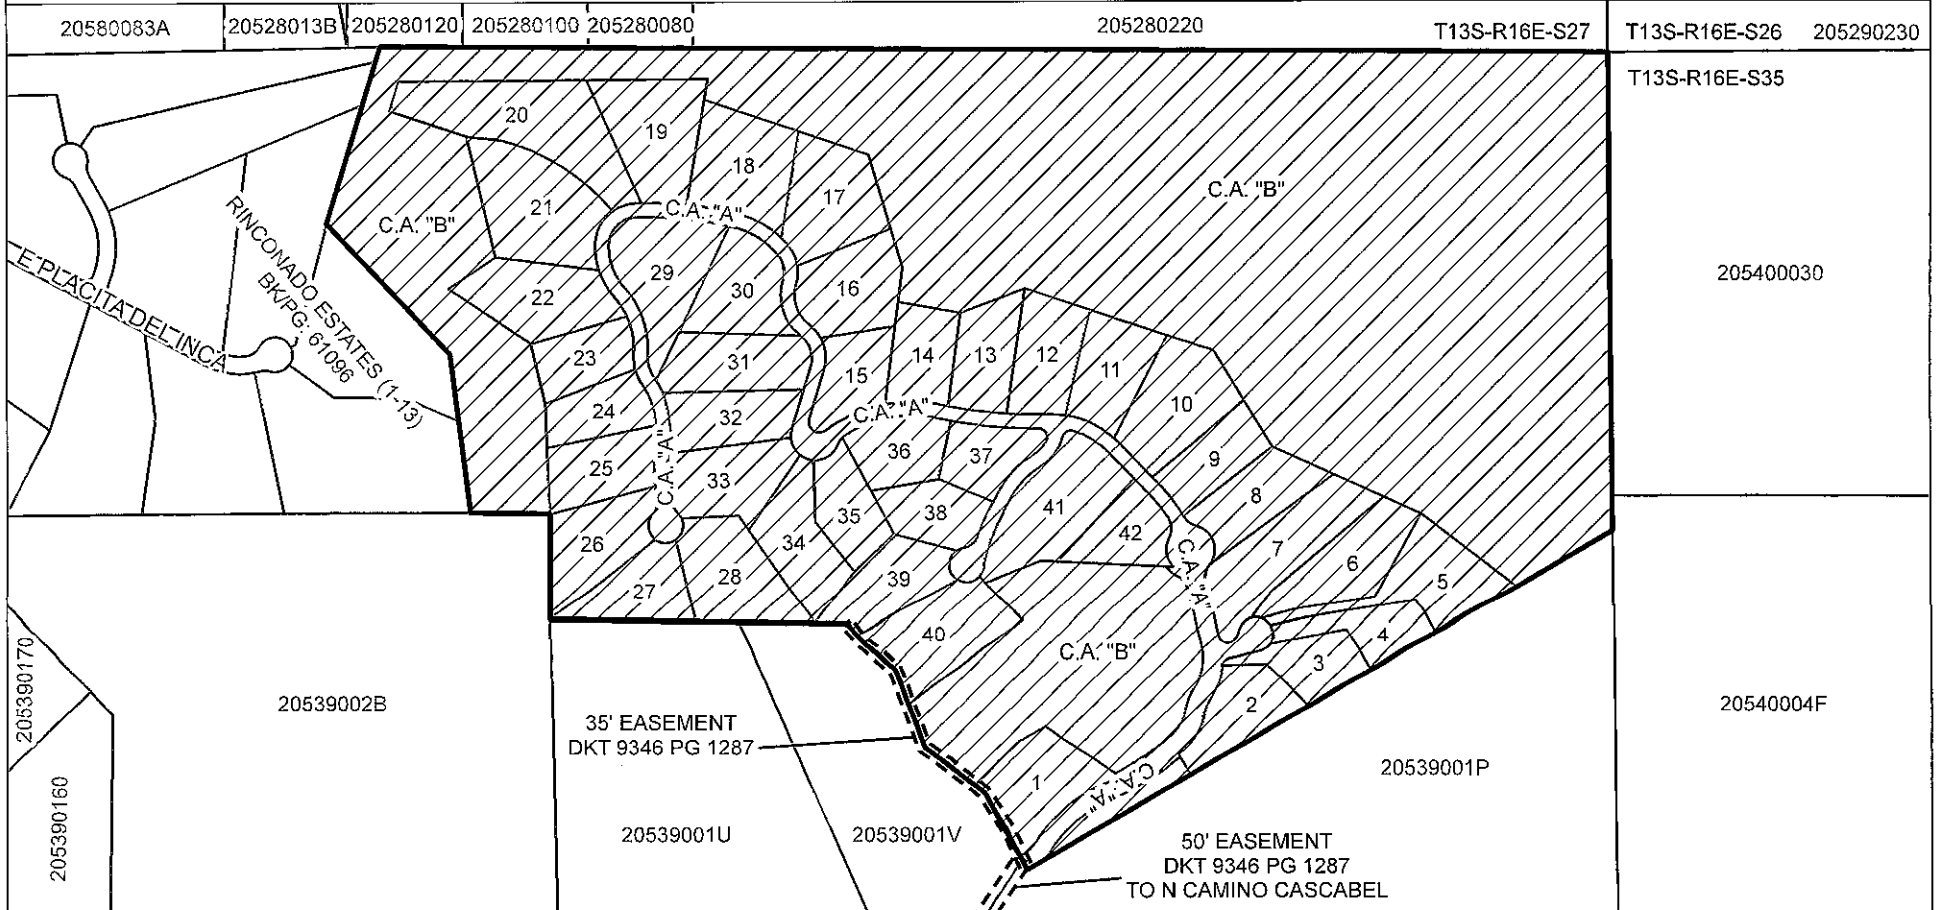 20580083A
20528013B
205280120
205280100
205280080
205280220
T13S-R16E-S27
T13S-R16E-S26
205290230
T13S-R16E-S35
20
19
18
17
C.A. "B"
C.A. "A"
21
C.A. "B"
RINCONADO ESTATES (1-13)
BK/PG: 61096
E PLACITA DEL INCA
29
30
22
16
205400030
23
31
15
14
13
12
11
10
24
32
C.A. "A"
C.A. "A"
36
37
9
25
33
8
35
38
41
42
26
34
7
C.A. "A"
6
5
27
28
39
40
C.A. "B"
4
3
2
205390170
20539002B
35' EASEMENT
DKT 9346 PG 1287
20540004F
1
C.A. "A"
20539001P
205390160
20539001U
20539001V
50' EASEMENT
DKT 9346 PG 1287
TO N CAMINO CASCABEL